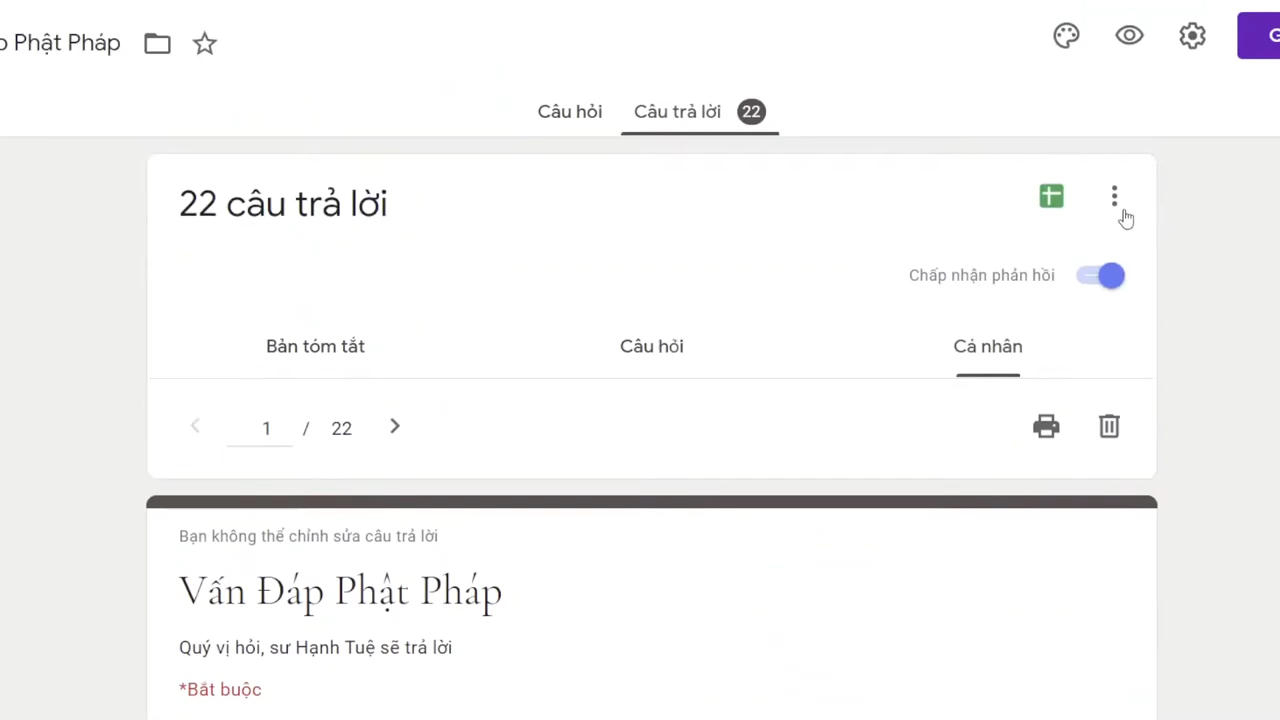 Phật Pháp
Câu hỏi
Câu trả lời
22
22 câu trả lời
Chấp nhận phản hồi
Bản tóm tắt
Câu hỏi
Cá nhân
1 / 22
Bạn không thể chỉnh sửa câu trả lời
Vấn Đáp Phật Pháp
Quý vị hỏi, sư Hạnh Tuệ sẽ trả lời
*Bắt buộc